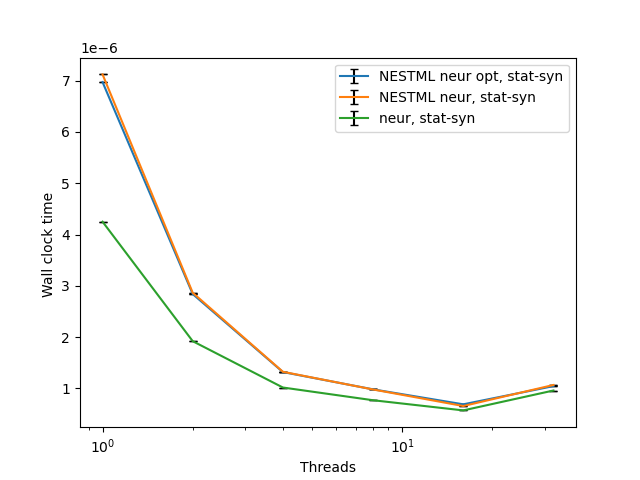 1e−6
7
6
5
4
3
2
1
Wall clock time
NESTML neur opt, stat-syn
NESTML neur, stat-syn
neur, stat-syn
10⁰
10¹
Threads